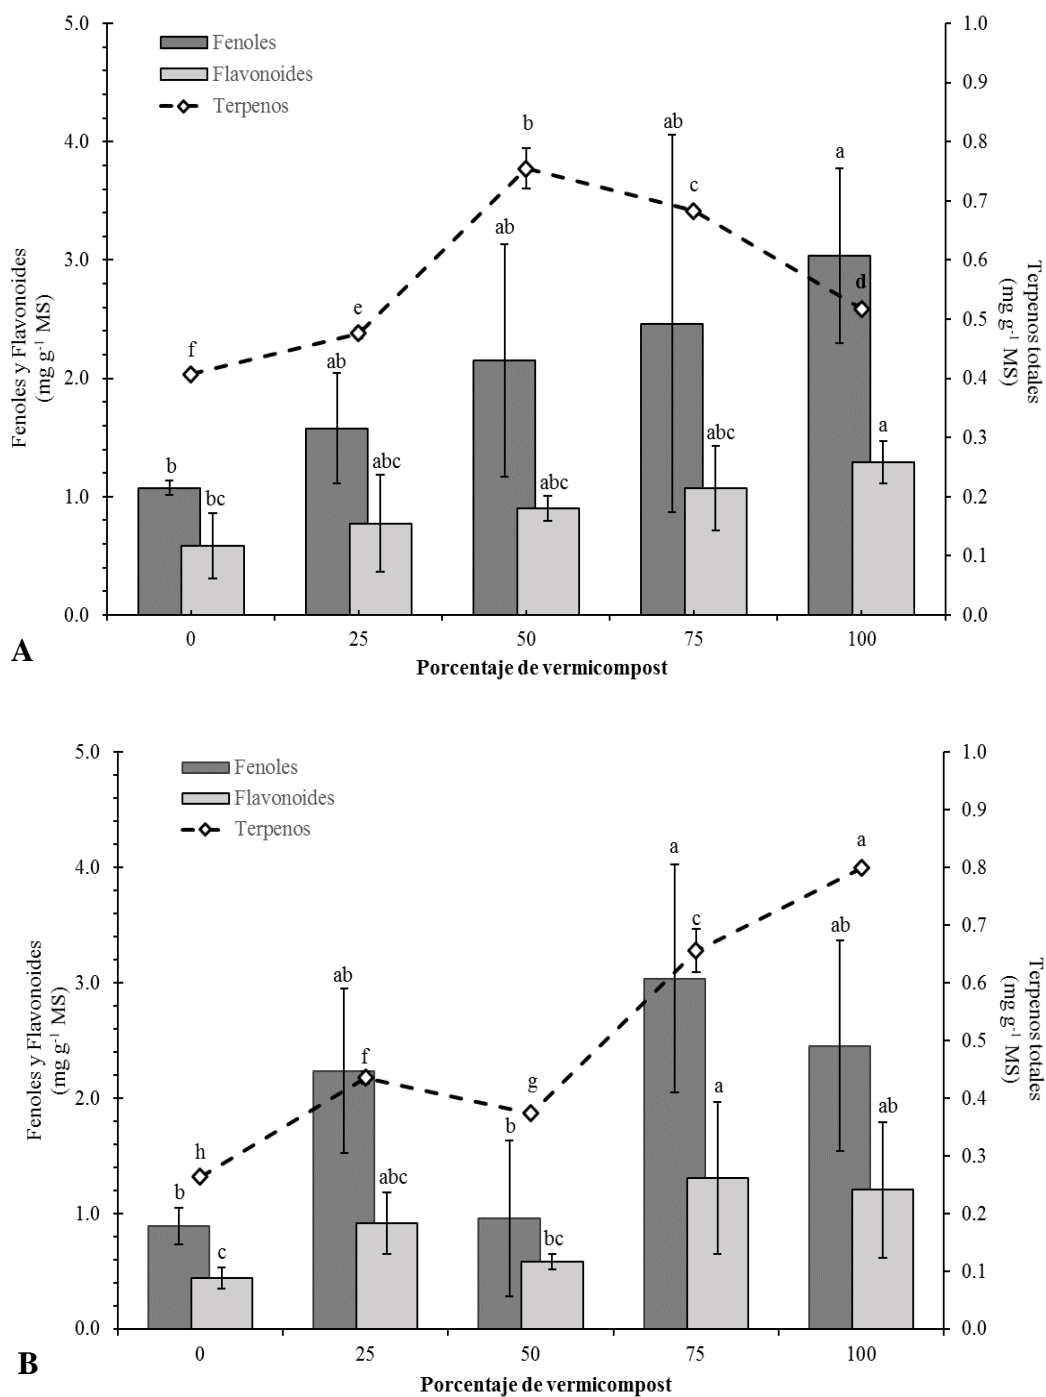 5.0
1.0
Fenoles
Flavonoides
Terpenos
0.9
4.0
0.8
b
ab
a
c
0.7
ab
3.0
0.6
d
e
0.5
f
ab
2.0
0.4
abc
a
0.3
b
bc
abc
abc
1.0
0.2
0.1
0.0
0.0
0
25
50
75
100
Fenoles y Flavonoides
(mg g-1 MS)
Terpenos totales
(mg g-1 MS)
A
Porcentaje de vermicompost
5.0
1.0
Fenoles
Flavonoides
Terpenos
0.9
a
a
4.0
0.8
c
ab
0.7
ab
3.0
0.6
0.5
f
g
2.0
0.4
a
b
ab
h
0.3
b
abc
1.0
0.2
c
bc
0.1
0.0
0.0
0
25
50
75
100
Fenoles y Flavonoides
(mg g-1 MS)
Terpenos totales
(mg g-1 MS)
B
Porcentaje de vermicompost